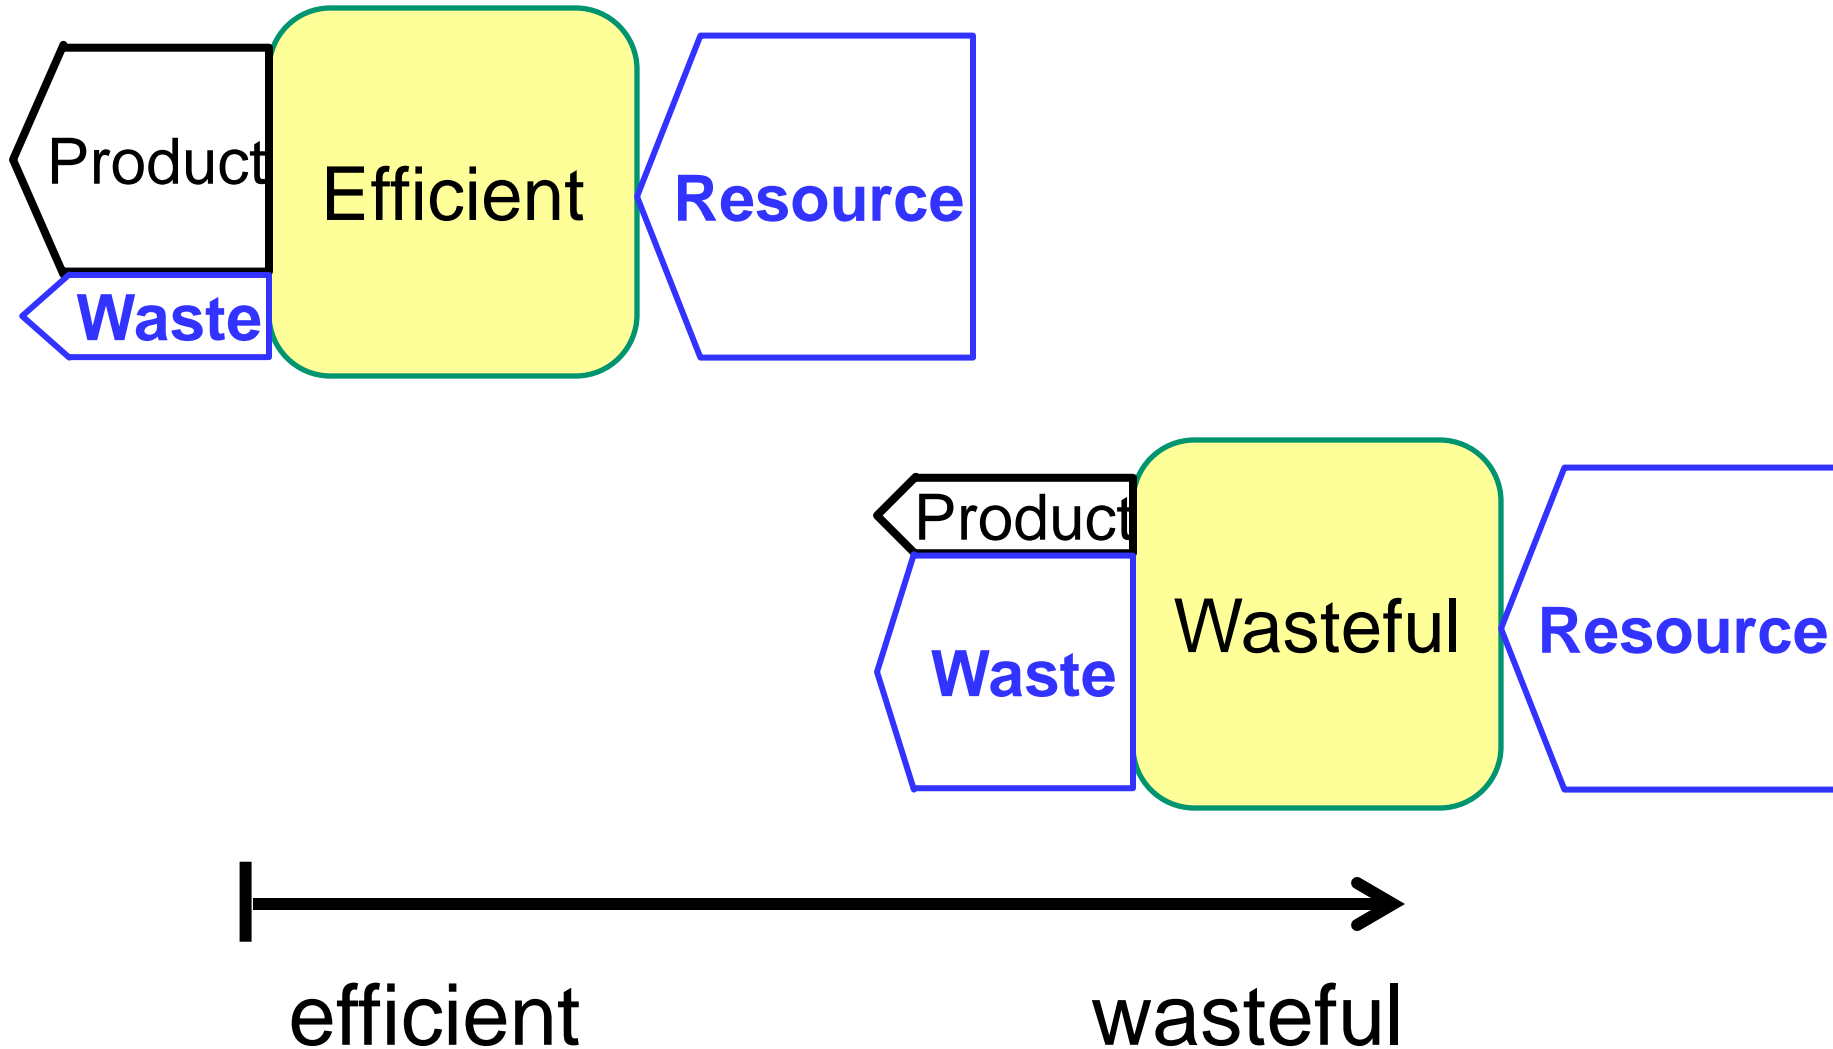 Product
Efficient
Resource
Waste
Product
Wasteful
Resource
Waste
efficient
wasteful